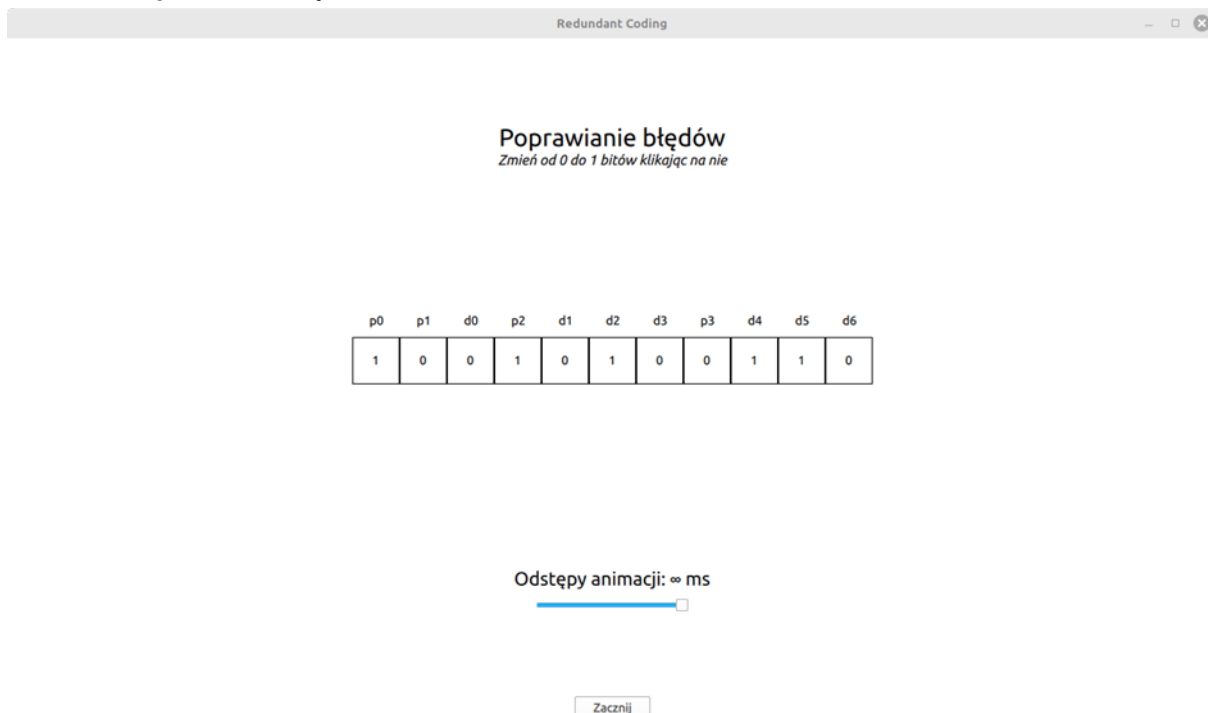 Redundant Coding
Poprawianie błędów
Zmień od 0 do 1 bitów klikając na nie
p0 p1 d0 p2 d1 d2 d3 p3 d4 d5 d6
1 0 0 1 0 1 0 0 1 1 0
Odstępy animacji: ∞ ms
Zacznij